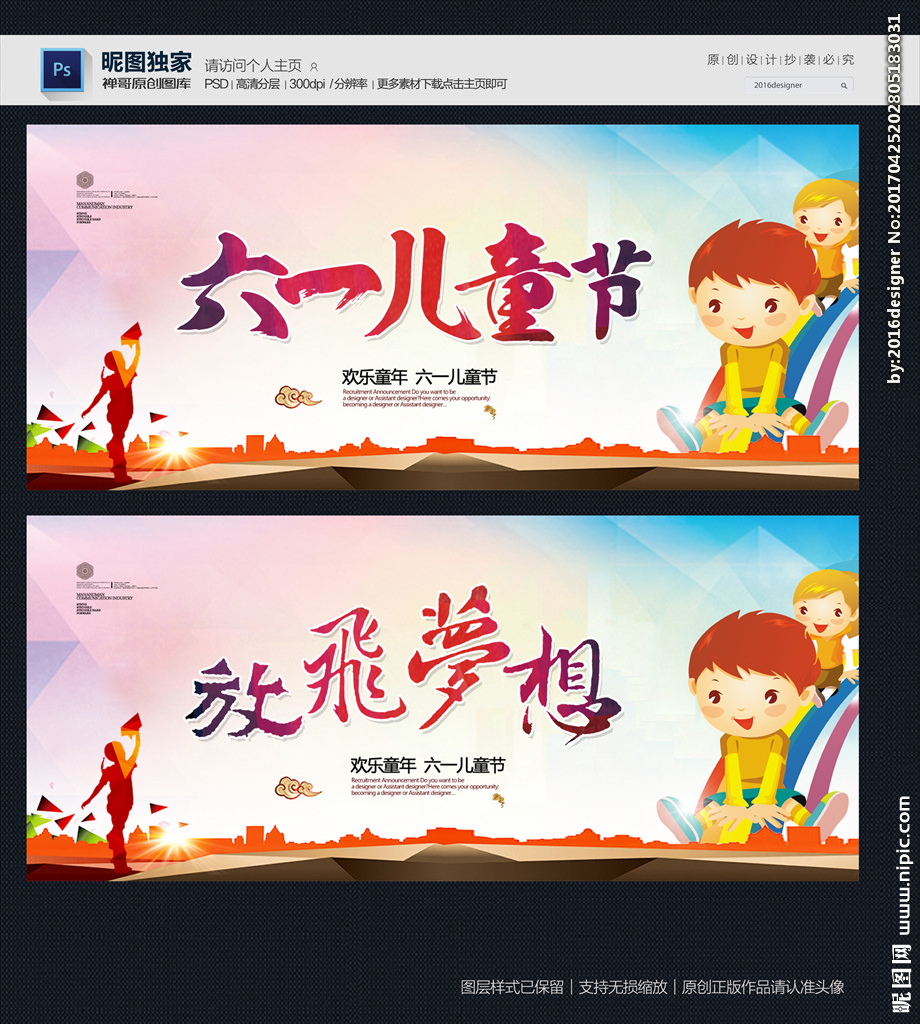 Ps
昵图独家
禅哥原创图库
请访问个人主页
PSD | 高清分层 | 300dpi / 分辨率 | 更多素材下载点击主页即可
原 | 创 | 设 | 计 | 抄 | 袭 | 必 | 究
2016designer
MANANDMAN
COMMUNICATION INDUSTRY
六一儿童节
欢乐童年 六一儿童节
Recruitment Announcement Do you want to be
a designer or Assistant designer?Here comes your opportunity:
becoming a designer or Assistant designer...
MANANDMAN
COMMUNICATION INDUSTRY
放飛夢想
欢乐童年 六一儿童节
Recruitment Announcement Do you want to be
a designer or Assistant designer?Here comes your opportunity:
becoming a designer or Assistant designer...
图层样式已保留 | 支持无损缩放 | 原创正版作品请认准头像
by:2016designer No:20170425202805183031
昵图网 www.nipic.com